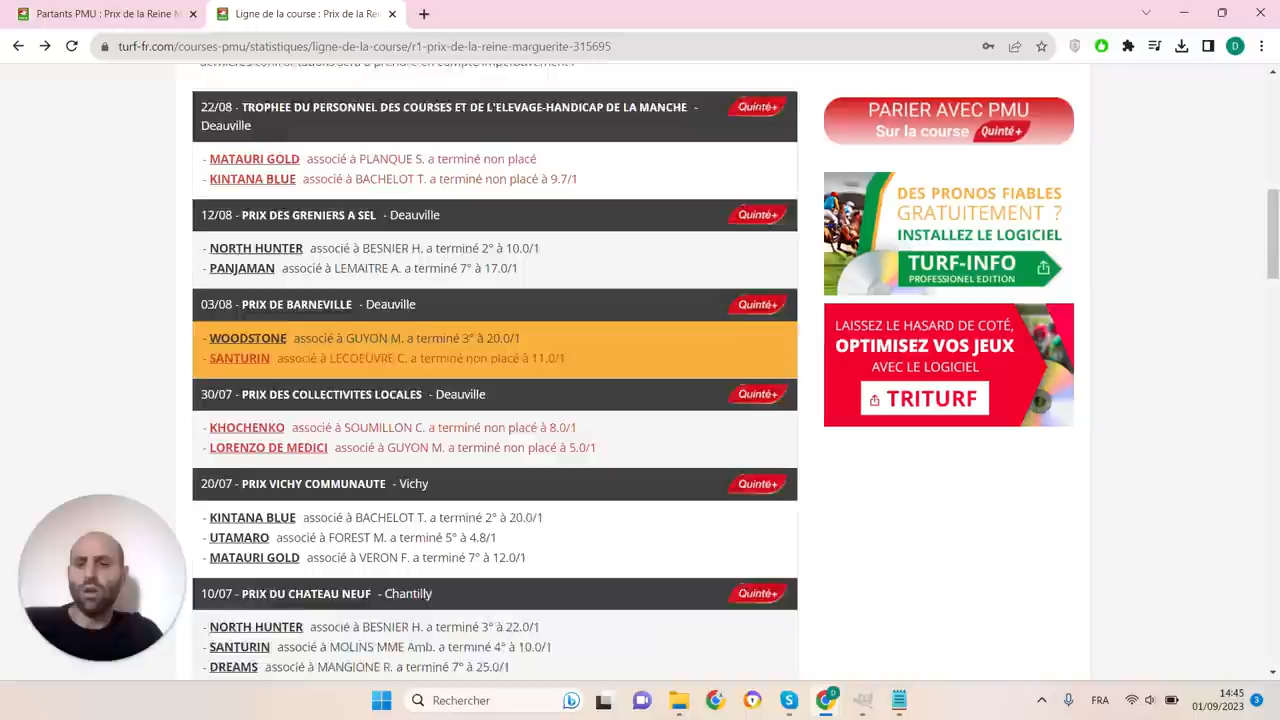 Partants PMU : Prix de la Reine M
Ligne de la course : Prix de la Re
turf-fr.com/courses-pmu/statistiques/ligne-de-la-course/r1-prix-de-la-reine-marguerite-315695
D
22/08 - TROPHEE DU PERSONNEL DES COURSES ET DE L'ELEVAGE-HANDICAP DE LA MANCHE - Quinté+
Deauville
- MATAURI GOLD associé à PLANQUE S. a terminé non placé
- KINTANA BLUE associé à BACHELOT T. a terminé non placé à 9.7/1
12/08 - PRIX DES GRENIERS A SEL - Deauville Quinté+
- NORTH HUNTER associé à BESNIER H. a terminé 2° à 10.0/1
- PANJAMAN associé à LEMAITRE A. a terminé 7° à 17.0/1
03/08 - PRIX DE BARNEVILLE - Deauville Quinté+
- WOODSTONE associé à GUYON M. a terminé 3° à 20.0/1
- SANTURIN associé à LECOEUVRE C. a terminé non placé à 11.0/1
30/07 - PRIX DES COLLECTIVITES LOCALES - Deauville Quinté+
- KHOCHENKO associé à SOUMILLON C. a terminé non placé à 8.0/1
- LORENZO DE MEDICI associé à GUYON M. a terminé non placé à 5.0/1
20/07 - PRIX VICHY COMMUNAUTE - Vichy Quinté+
- KINTANA BLUE associé à BACHELOT T. a terminé 2° à 20.0/1
- UTAMARO associé à FOREST M. a terminé 5° à 4.8/1
- MATAURI GOLD associé à VERON F. a terminé 7° à 12.0/1
10/07 - PRIX DU CHATEAU NEUF - Chantilly Quinté+
- NORTH HUNTER associé à BESNIER H. a terminé 3° à 22.0/1
- SANTURIN associé à MOLINS MME Amb. a terminé 4° à 10.0/1
- DREAMS associé à MANGIONE R. a terminé 7° à 25.0/1
PARIER AVEC PMU
Sur la course Quinté+
DES PRONOS FIABLES
GRATUITEMENT ?
INSTALLEZ LE LOGICIEL
TURF-INFO
PROFESSIONEL EDITION
LAISSEZ LE HASARD DE COTÉ,
OPTIMISEZ VOS JEUX
AVEC LE LOGICIEL
TRITURF
Rechercher
FRA
14:45
01/09/2023
3